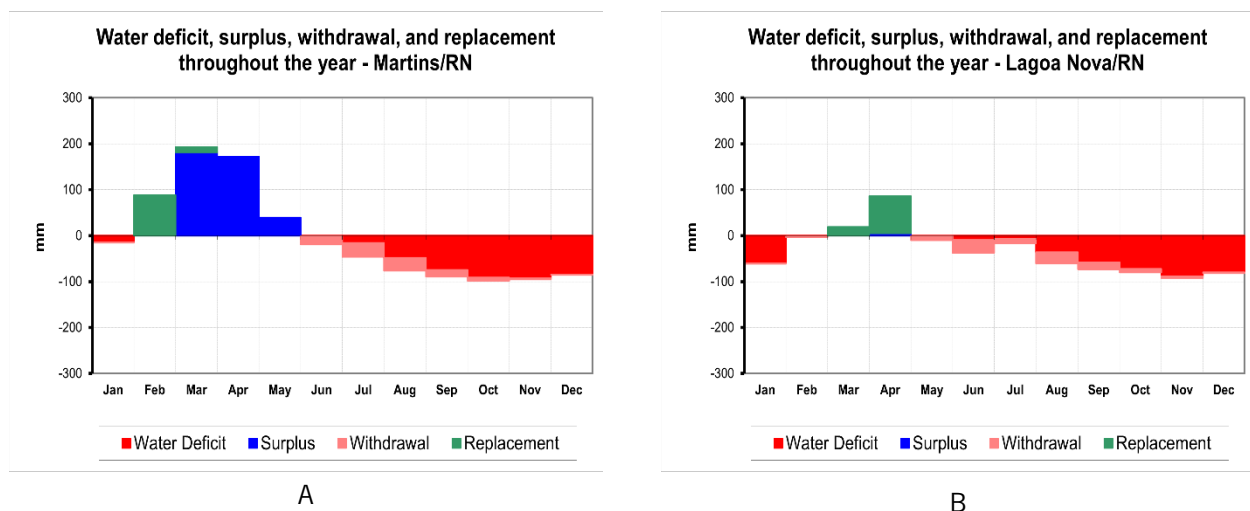 Water deficit, surplus, withdrawal, and replacement
throughout the year - Martins/RN
300
200
100
0
-100
-200
-300
mm
Jan Feb Mar Apr May Jun Jul Aug Sep Oct Nov Dec
Water Deficit Surplus Withdrawal Replacement
A
Water deficit, surplus, withdrawal, and replacement
throughout the year - Lagoa Nova/RN
300
200
100
0
-100
-200
-300
mm
Jan Feb Mar Apr May Jun Jul Aug Sep Oct Nov Dec
Water Deficit Surplus Withdrawal Replacement
B